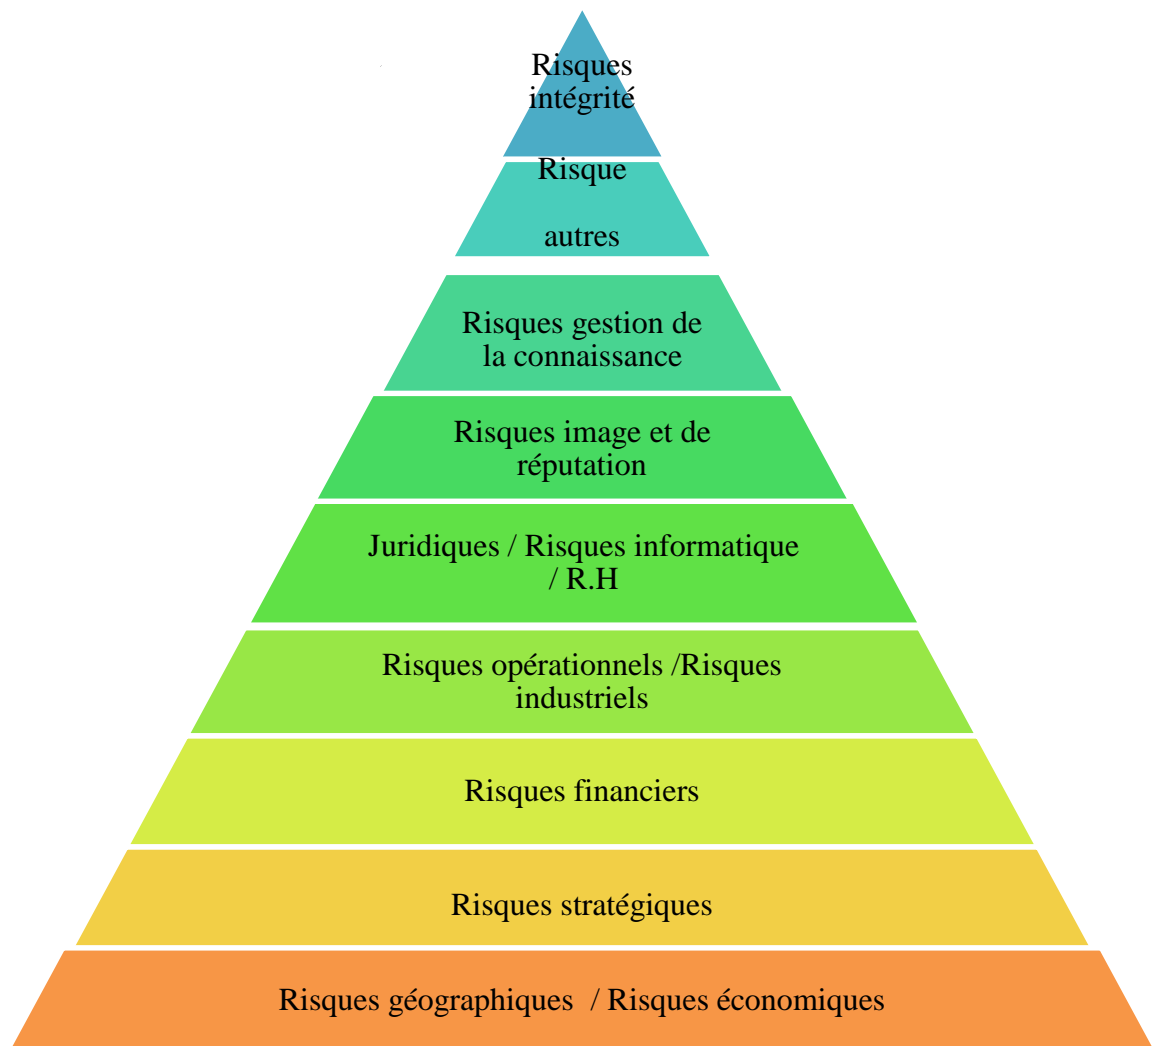 Risques
intégrité
Risque
autres
Risques gestion de
la connaissance
Risques image et de
réputation
Juridiques / Risques informatique
/ R.H
Risques opérationnels /Risques
industriels
Risques financiers
Risques stratégiques
Risques géographiques  / Risques économiques